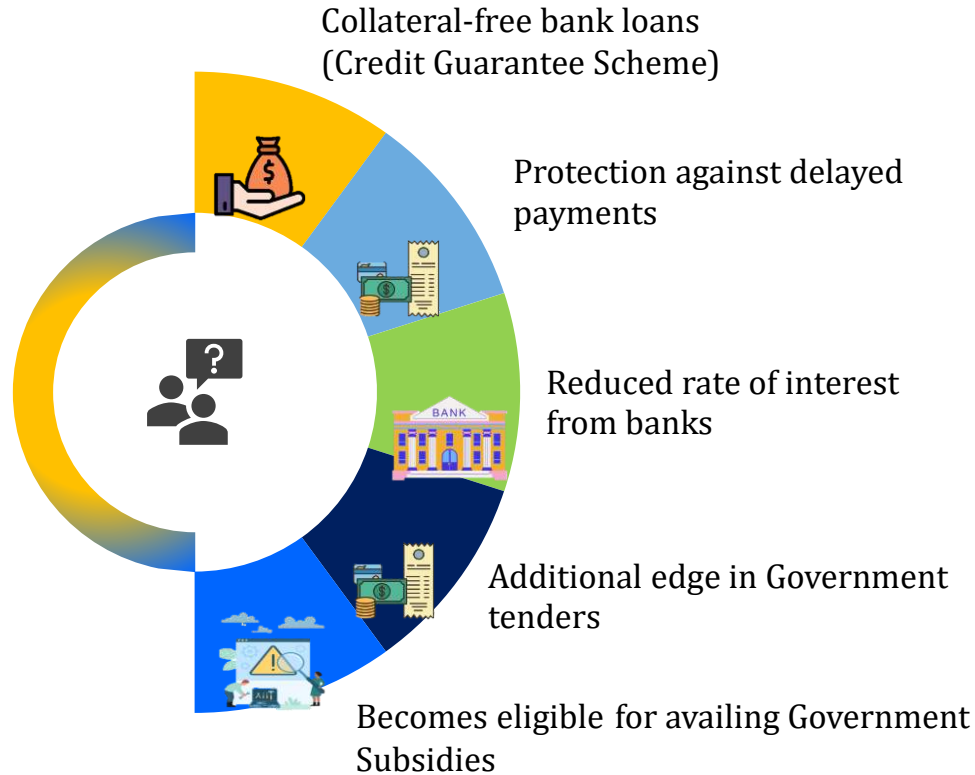 Collateral-free bank loans
(Credit Guarantee Scheme)
Protection against delayed
payments
Reduced rate of interest
from banks
BANK
Additional edge in Government
tenders
Becomes eligible for availing Government
Subsidies